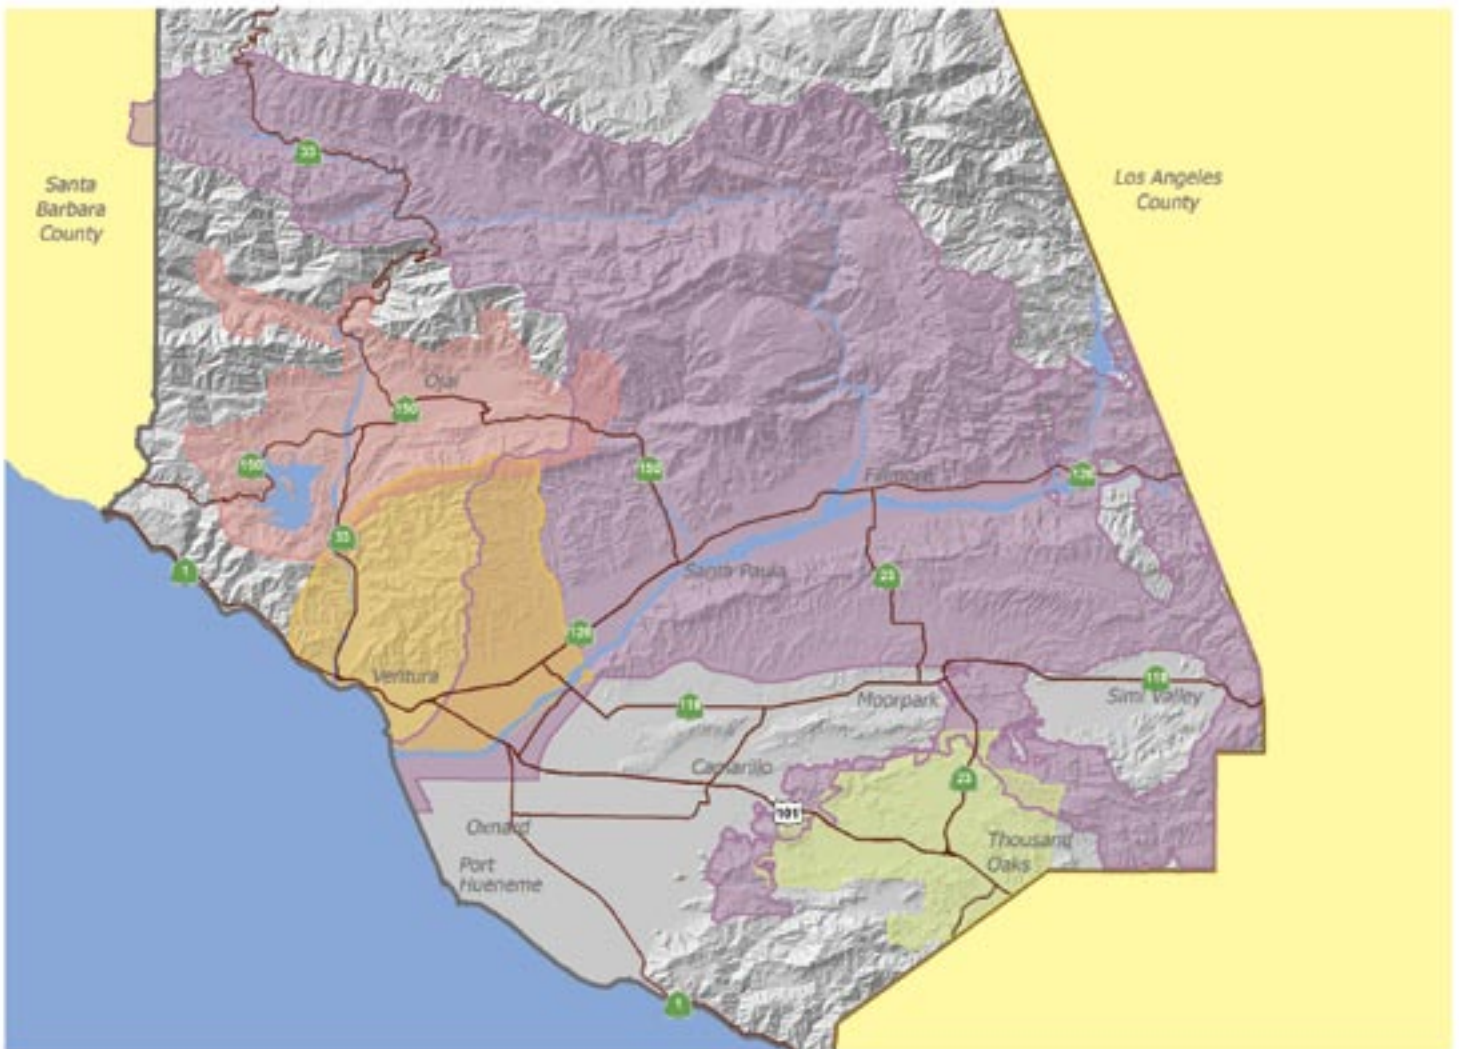 33
Santa
Barbara
County
Los Angeles
County
Ojai
150
150
150
Fillmore
126
33
1
Santa Paula
23
126
Ventura
118
Moorpark
118
Simi Valley
Camarillo
23
101
Oxnard
Thousand
Oaks
Port
Hueneme
1